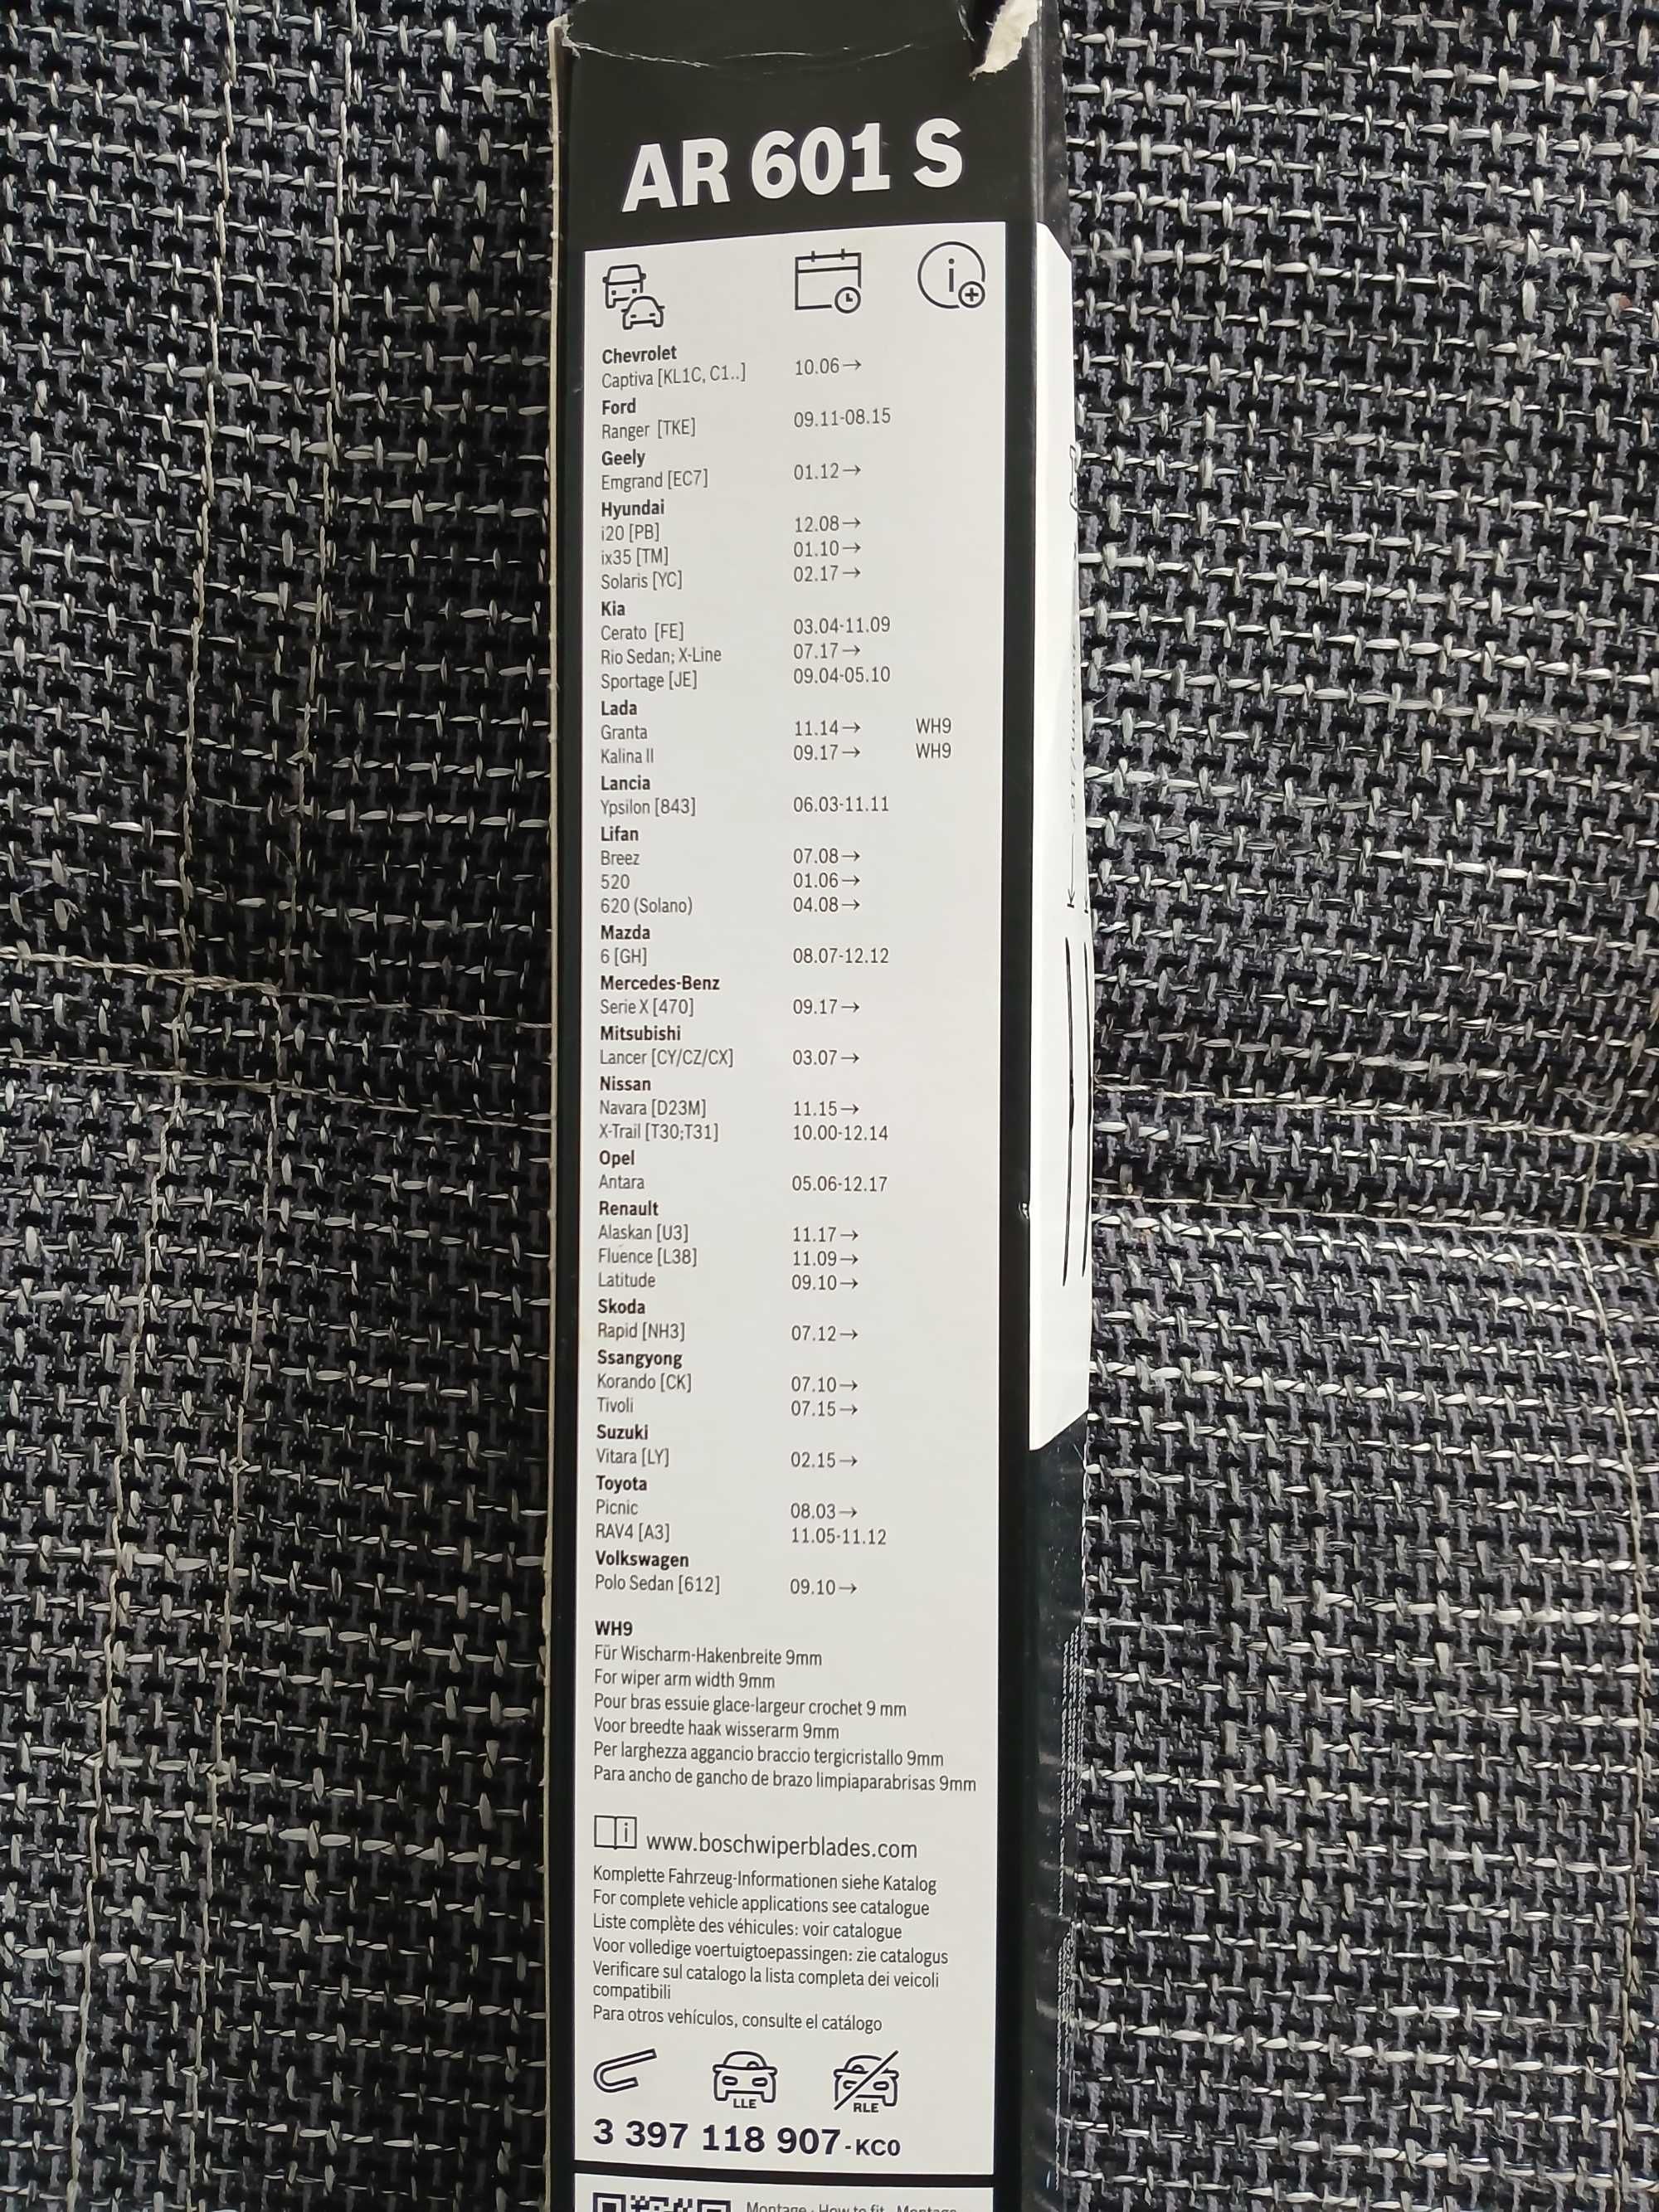 AR 601 S
Chevrolet
Captiva [KL1C, C1..] 10.06→
Ford
Ranger [TKE] 09.11-08.15
Geely
Emgrand [EC7] 01.12→
Hyundai
i20 [PB] 12.08→
ix35 [TM] 01.10→
Solaris [YC] 02.17→
Kia
Cerato [FE] 03.04-11.09
Rio Sedan; X-Line 07.17→
Sportage [JE] 09.04-05.10
Lada
Granta 11.14→ WH9
Kalina II 09.17→ WH9
Lancia
Ypsilon [843] 06.03-11.11
Lifan
Breez 07.08→
520 01.06→
620 (Solano) 04.08→
Mazda
6 [GH] 08.07-12.12
Mercedes-Benz
Serie X [470] 09.17→
Mitsubishi
Lancer [CY/CZ/CX] 03.07→
Nissan
Navara [D23M] 11.15→
X-Trail [T30;T31] 10.00-12.14
Opel
Antara 05.06-12.17
Renault
Alaskan [U3] 11.17→
Fluence [L38] 11.09→
Latitude 09.10→
Skoda
Rapid [NH3] 07.12→
Ssangyong
Korando [CK] 07.10→
Tivoli 07.15→
Suzuki
Vitara [LY] 02.15→
Toyota
Picnic 08.03→
RAV4 [A3] 11.05-11.12
Volkswagen
Polo Sedan [612] 09.10→
WH9
Für Wischarm-Hakenbreite 9mm
For wiper arm width 9mm
Pour bras essuie glace-largeur crochet 9 mm
Voor breedte haak wisserarm 9mm
Per larghezza aggancio braccio tergicristallo 9mm
Para ancho de gancho de brazo limpiaparabrisas 9mm
www.boschwiperblades.com
Komplette Fahrzeug-Informationen siehe Katalog
For complete vehicle applications see catalogue
Liste complète des véhicules: voir catalogue
Voor volledige voertuigtoepassingen: zie catalogus
Verificare sul catalogo la lista completa dei veicoli
compatibili
Para otros vehículos, consulte el catálogo
LLE RLE
3 397 118 907-KC0
Montage · How to fit · Montage